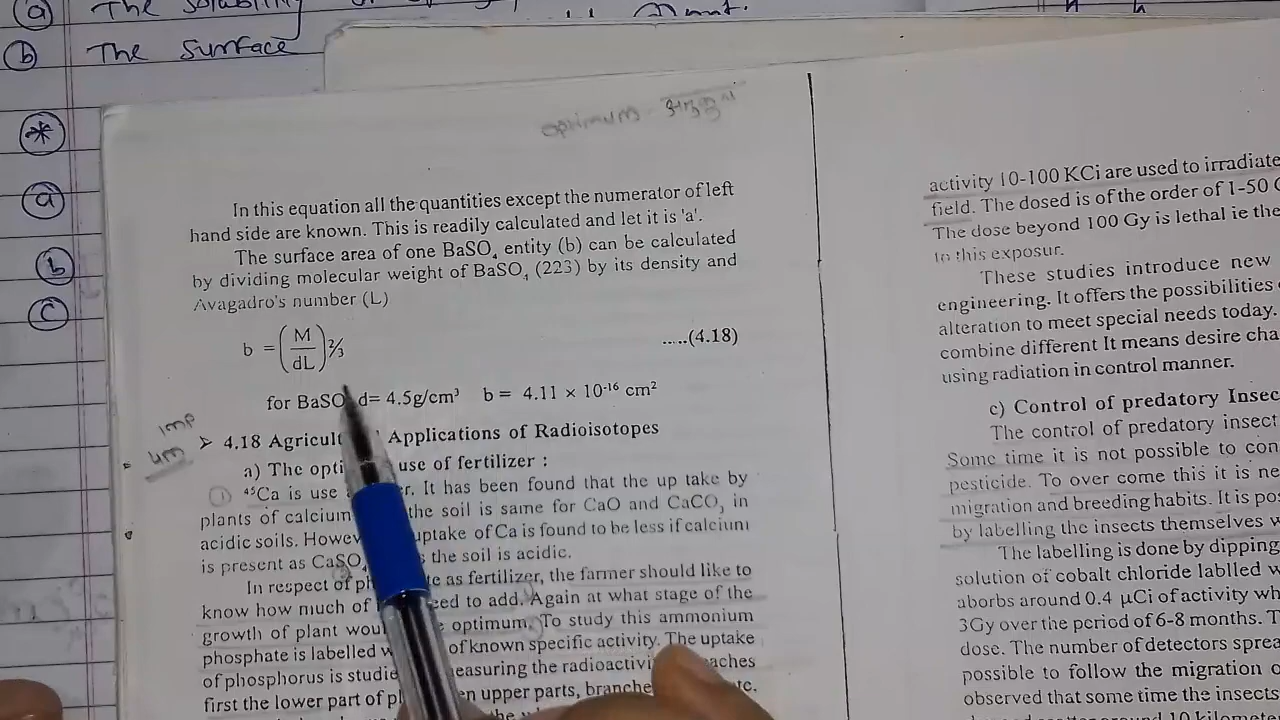 (a) The Solubility
(b) The Surface
*
a
b
c
optimum
In this equation all the quantities except the numerator of left
hand side are known. This is readily calculated and let it is 'a'.
The surface area of one BaSO₄ entity (b) can be calculated
by dividing molecular weight of BaSO₄ (223) by its density and
Avagadro's number (L)
b = (M/dL)⅔ .....(4.18)
for BaSO d= 4.5g/cm³ b = 4.11 × 10⁻¹⁶ cm²
imp
um
➢ 4.18 Agricult Applications of Radioisotopes
a) The opti use of fertilizer :
① ⁴⁵Ca is use r. It has been found that the up take by
plants of calcium the soil is same for CaO and CaCO₃ in
acidic soils. Howev uptake of Ca is found to be less if calcium
is present as CaSO₄ the soil is acidic.
In respect of ph te as fertilizer, the farmer should like to
know how much of eed to add. Again at what stage of the
growth of plant wou optimum. To study this ammonium
phosphate is labelled w of known specific activity. The uptake
of phosphorus is studie easuring the radioactivi aches
first the lower part of pl en upper parts, branche tc.
activity 10-100 KCi are used to irradiate
field. The dosed is of the order of 1-50 G
The dose beyond 100 Gy is lethal ie the
to this exposur.
These studies introduce new
engineering. It offers the possibilities
alteration to meet special needs today.
combine different It means desire cha
using radiation in control manner.
c) Control of predatory Insec
The control of predatory insect
Some time it is not possible to con
pesticide. To over come this it is ne
migration and breeding habits. It is po
by labelling the insects themselves w
The labelling is done by dipping
solution of cobalt chloride lablled w
aborbs around 0.4 μCi of activity wh
3Gy over the period of 6-8 months. T
dose. The number of detectors sprea
possible to follow the migration o
observed that some time the insects